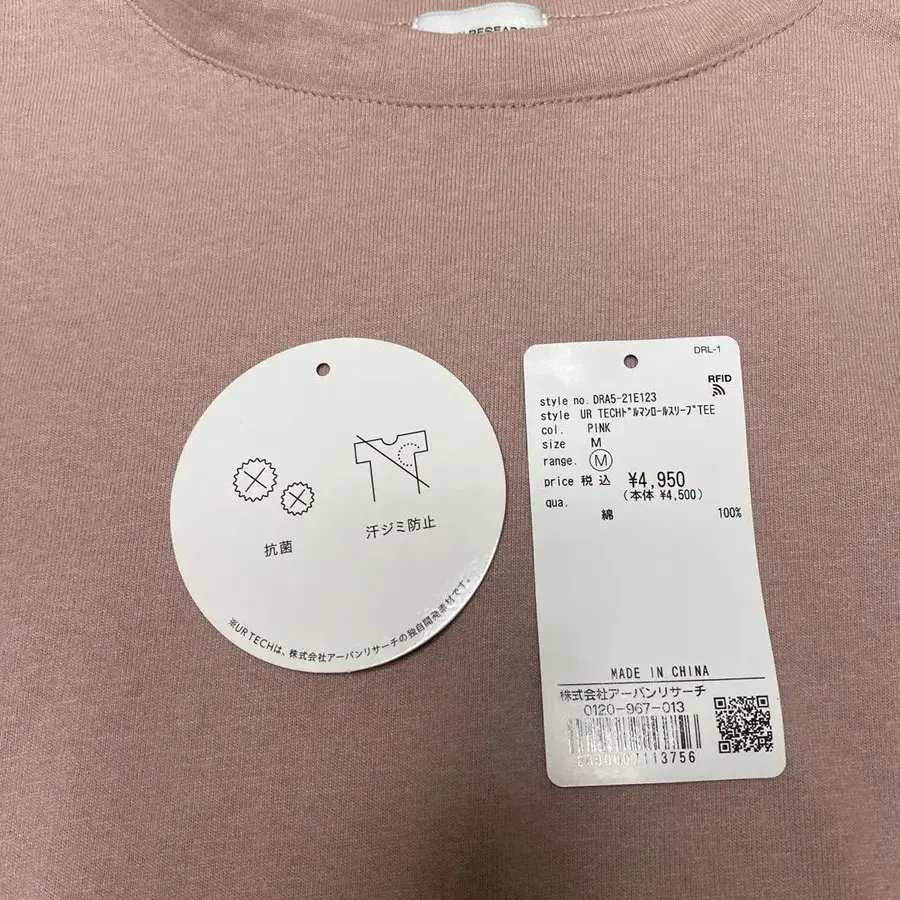 抗菌
汗ジミ防止
※UR TECHは、株式会社アーバンリサーチの独自開発素材です。
DRL-1
RFID
style no. DRA5-21E123
style UR TECHﾄﾞﾙﾏﾝﾛｰﾙｽﾘｰﾌﾞTEE
col. PINK
size M
range. M
price 税込 ¥4,950
(本体 ¥4,500)
qua.
綿 100%
MADE IN CHINA
株式会社アーバンリサーチ
0120-967-013